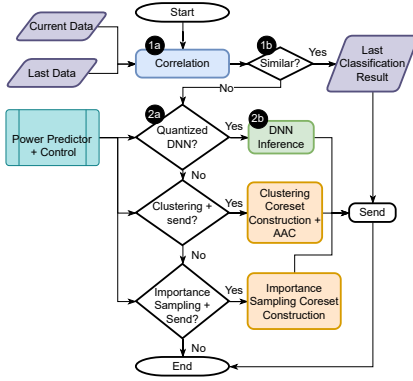 Start
Current Data
Last Data
1a
Correlation
1b
Similar?
Yes
Last
Classification
Result
No
2a
Quantized
DNN?
Yes
2b
DNN
Inference
Power Predictor
+ Control
No
Clustering +
send?
Yes
Clustering
Coreset
Construction +
AAC
Send
No
Importance
Sampling +
Send?
Yes
Importance
Sampling Coreset
Construction
No
End